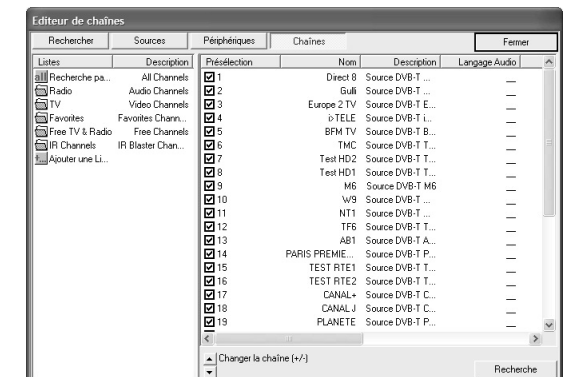 Editeur de chaînes
Rechercher Sources Périphériques Chaînes Fermer
Listes Description Présélection Nom Description Langage Audio
all Recherche pa... All Channels 1 Direct 8 Source DVB-T ...
Radio Audio Channels 2 Gulli Source DVB-T ...
TV Video Channels 3 Europe 2 TV Source DVB-T E...
Favorites Favorites Chann... 4 i>TELE Source DVB-T i...
Free TV & Radio Free Channels 5 BFM TV Source DVB-T B...
IR Channels IR Blaster Chan... 6 TMC Source DVB-T T...
Ajouter une Li... 7 Test HD2 Source DVB-T T...
8 Test HD1 Source DVB-T T...
9 M6 Source DVB-T M6
10 W9 Source DVB-T ...
11 NT1 Source DVB-T ...
12 TF6 Source DVB-T T...
13 AB1 Source DVB-T A...
14 PARIS PREMIE... Source DVB-T P...
15 TEST RTE1 Source DVB-T T...
16 TEST RTE2 Source DVB-T T...
17 CANAL+ Source DVB-T C...
18 CANAL J Source DVB-T C...
19 PLANETE Source DVB-T P...
Changer la chaîne (+/-)
Recherche